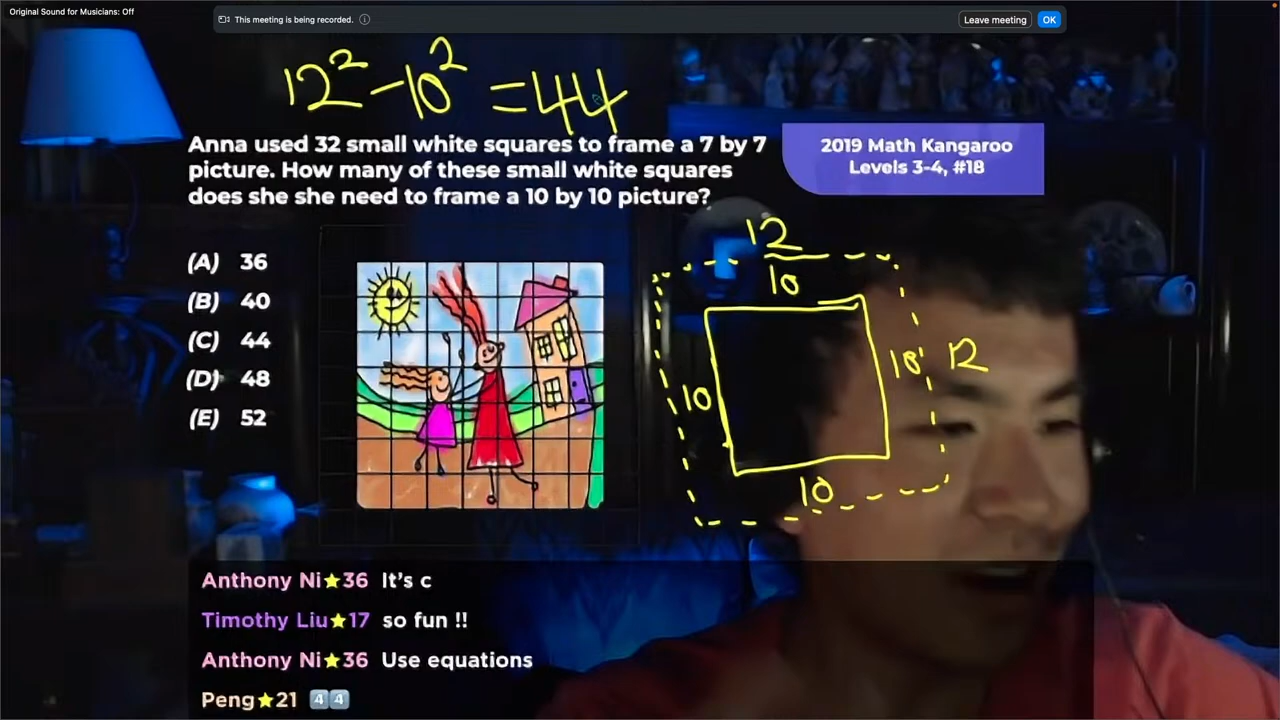 Original Sound for Musicians: Off
This meeting is being recorded.
Leave meeting
OK
12² - 10² = 44
Anna used 32 small white squares to frame a 7 by 7
picture. How many of these small white squares
does she she need to frame a 10 by 10 picture?
2019 Math Kangaroo
Levels 3-4, #18
(A) 36
(B) 40
(C) 44
(D) 48
(E) 52
12
10
10
10
12
10
Anthony Ni⭐36 It's c
Timothy Liu⭐17 so fun !!
Anthony Ni⭐36 Use equations
Peng⭐21 4️⃣4️⃣